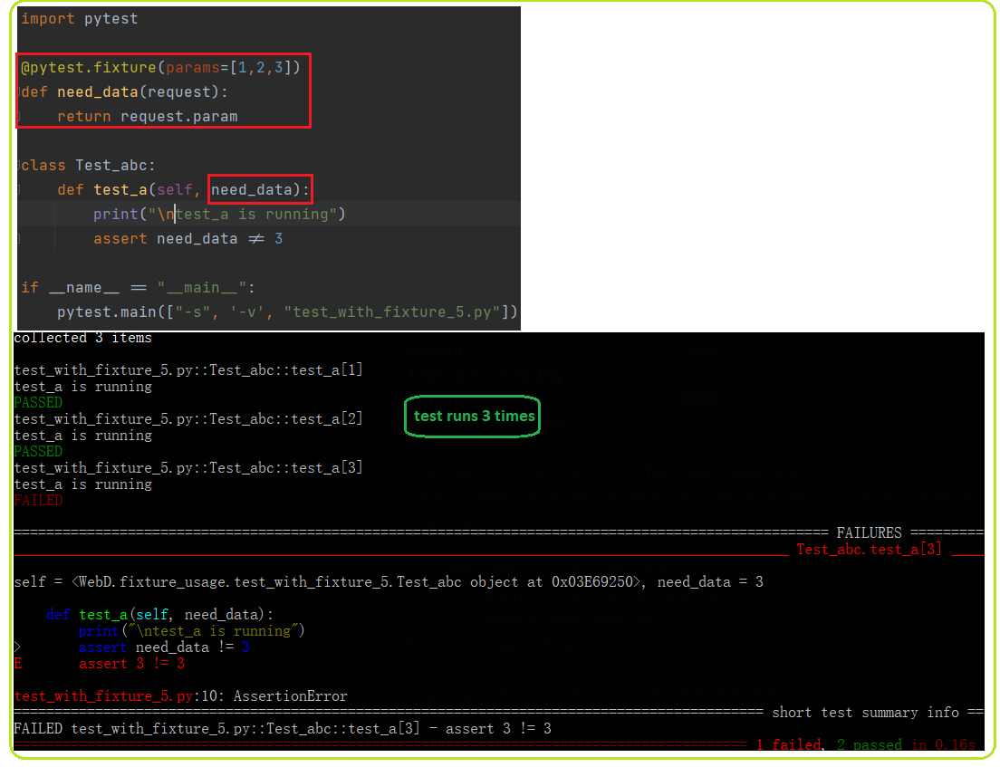 import pytest
@pytest.fixture(params=[1,2,3])
def need_data(request):
    return request.param
class Test_abc:
    def test_a(self, need_data):
        print("\ntest_a is running")
        assert need_data ≠ 3
if __name__ == "__main__":
    pytest.main(["-s", '-v', "test_with_fixture_5.py"])
collected 3 items
test_with_fixture_5.py::Test_abc::test_a[1]
test_a is running
PASSED
test_with_fixture_5.py::Test_abc::test_a[2]
test_a is running
PASSED
test_with_fixture_5.py::Test_abc::test_a[3]
test_a is running
FAILED
test runs 3 times
FAILURES
Test_abc.test_a[3]
self = <WebD.fixture_usage.test_with_fixture_5.Test_abc object at 0x03E69250>, need_data = 3
    def test_a(self, need_data):
        print("\ntest_a is running")
>       assert need_data != 3
E       assert 3 != 3
test_with_fixture_5.py:10: AssertionError
short test summary info
FAILED test_with_fixture_5.py::Test_abc::test_a[3] - assert 3 != 3
1 failed, 2 passed in 0.16s